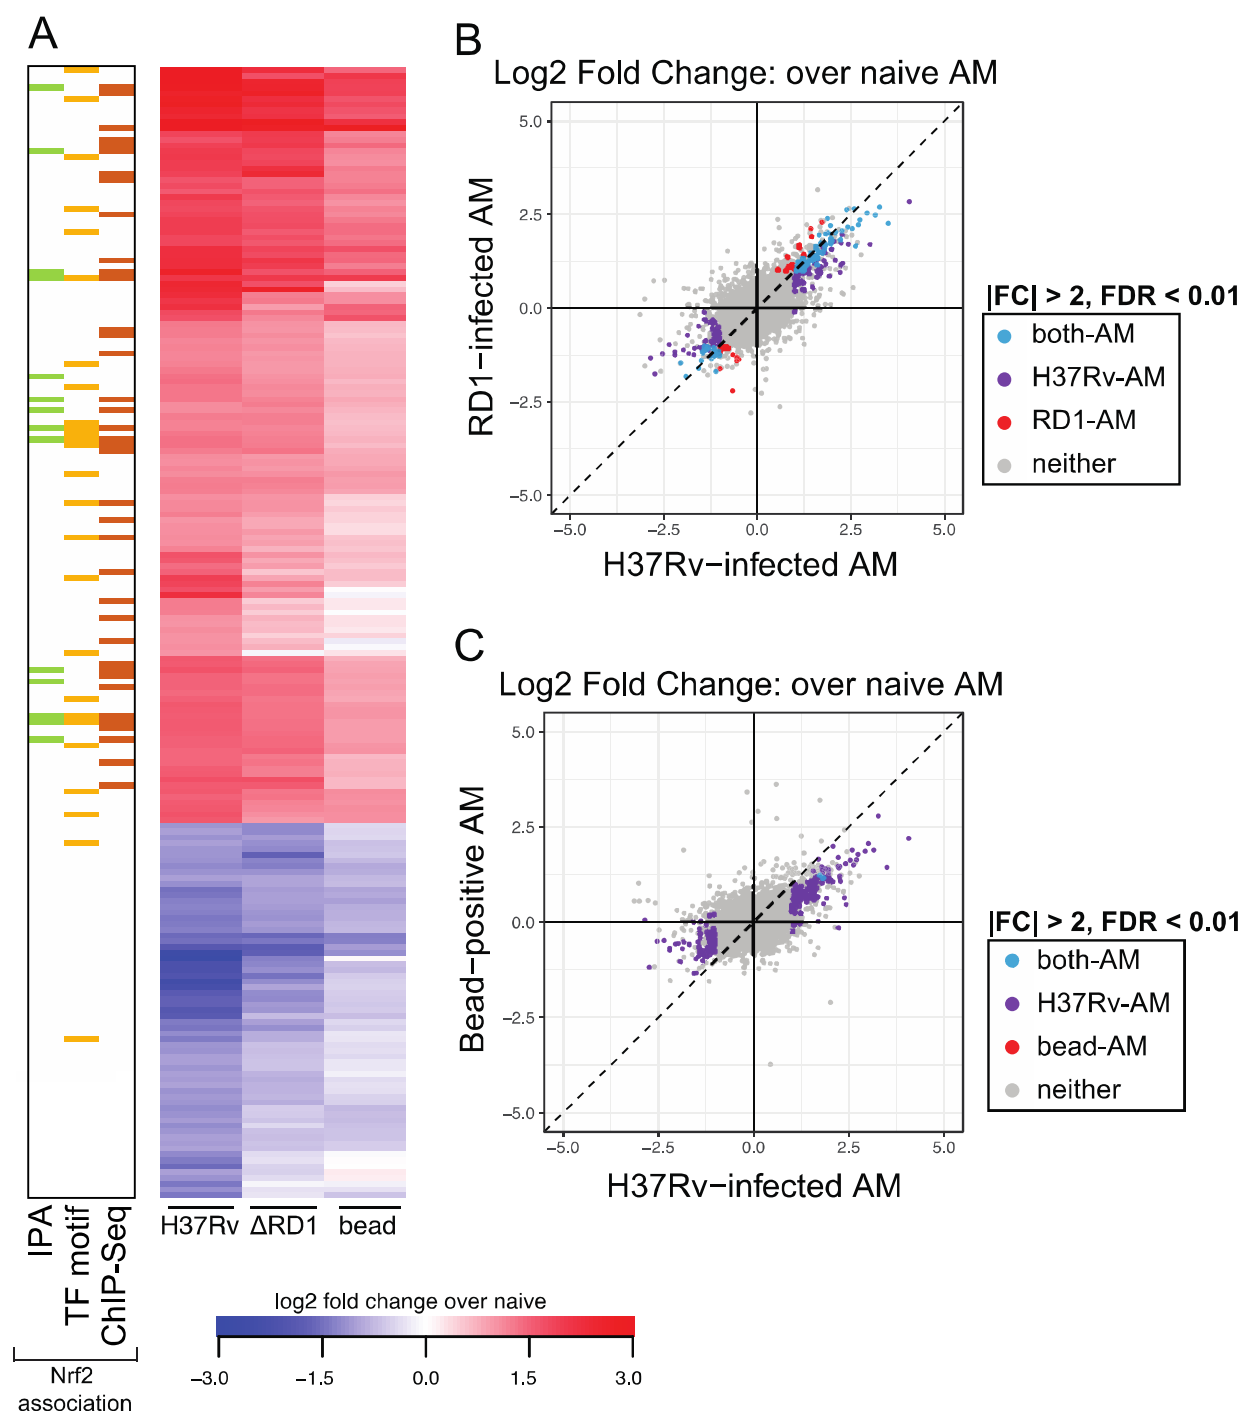 A
IPA
TF motif
ChIP-Seq
Nrf2
association
H37Rv
ΔRD1
bead
log2 fold change over naive
−3.0
−1.5
0.0
1.5
3.0
B
Log2 Fold Change: over naive AM
RD1−infected AM
5.0
2.5
0.0
−2.5
−5.0
−5.0
−2.5
0.0
2.5
5.0
H37Rv−infected AM
|FC| > 2, FDR < 0.01
both-AM
H37Rv-AM
RD1-AM
neither
C
Log2 Fold Change: over naive AM
Bead−positive AM
5.0
2.5
0.0
−2.5
−5.0
−5.0
−2.5
0.0
2.5
5.0
H37Rv−infected AM
|FC| > 2, FDR < 0.01
both-AM
H37Rv-AM
bead-AM
neither